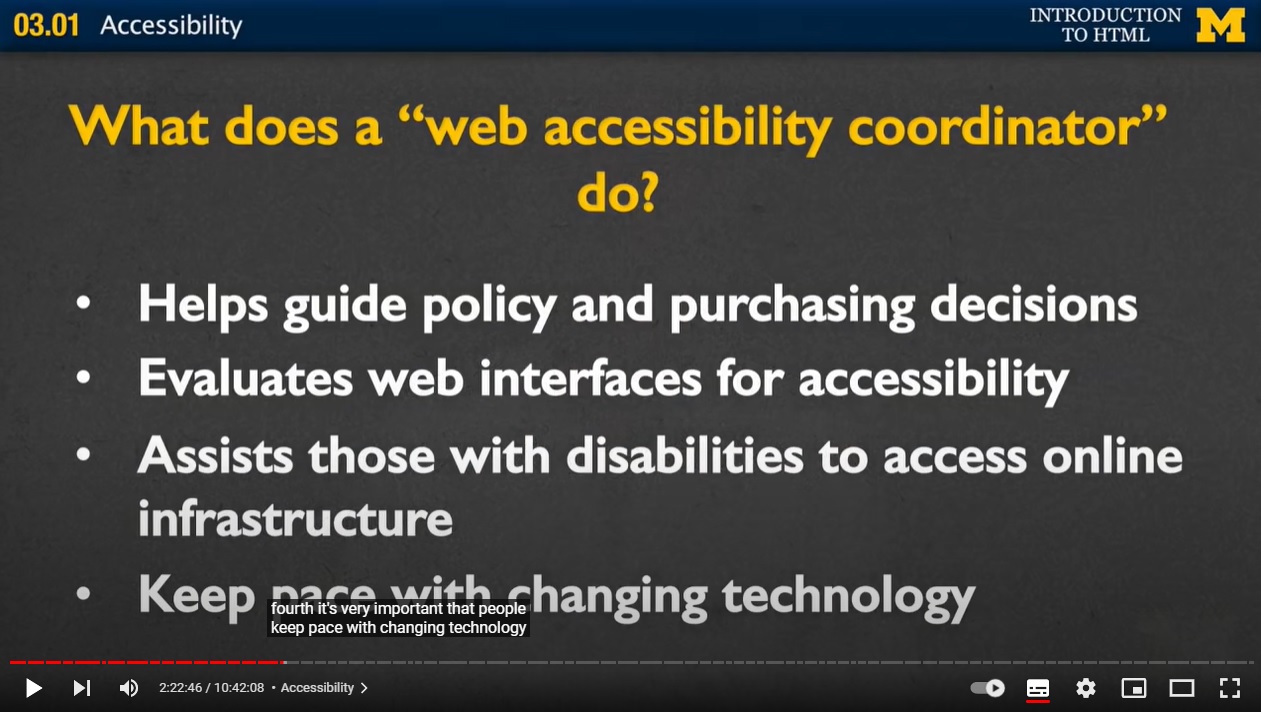 03.01 Accessibility
INTRODUCTION
TO HTML
M
What does a “web accessibility coordinator”
do?
• Helps guide policy and purchasing decisions
• Evaluates web interfaces for accessibility
• Assists those with disabilities to access online
infrastructure
• Keep pace with changing technology
fourth it's very important that people
keep pace with changing technology
2:22:46 / 10:42:08 • Accessibility